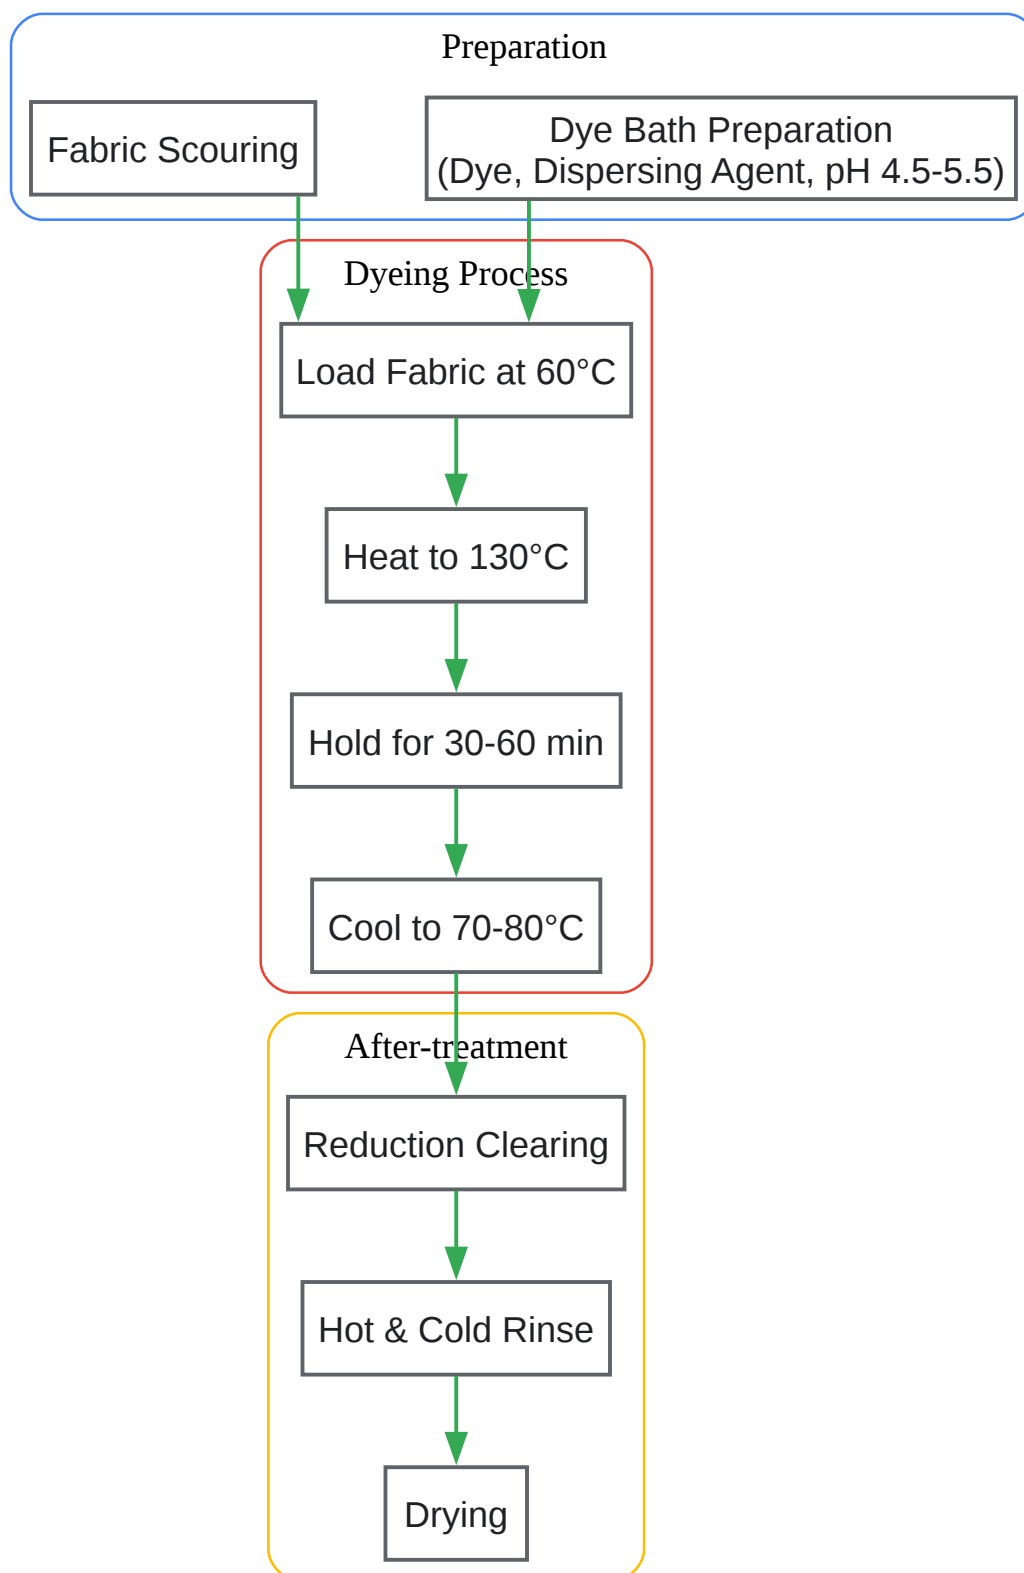 Preparation
Fabric Scouring
Dye Bath Preparation
(Dye, Dispersing Agent, pH 4.5-5.5)
Dyeing Process
Load Fabric at 60°C
Heat to 130°C
Hold for 30-60 min
Cool to 70-80°C
After-treatment
Reduction Clearing
Hot & Cold Rinse
Drying